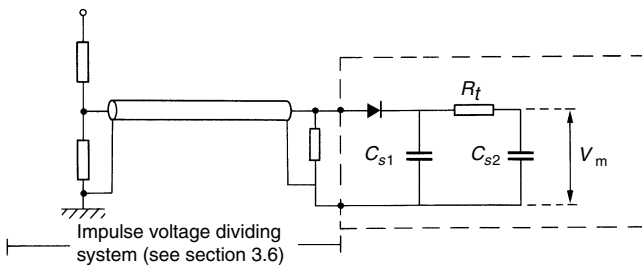 R_t
C_s1
C_s2
V_m
Impulse voltage dividing
system (see section 3.6)